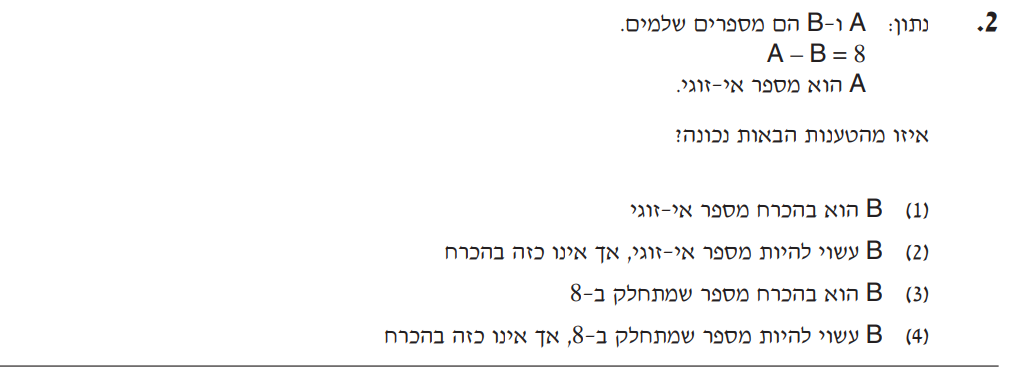 2. נתון: A ו-B הם מספרים שלמים.
A – B = 8
A הוא מספר אי-זוגי.
איזו מהטענות הבאות נכונה?
(1) B הוא בהכרח מספר אי-זוגי
(2) B עשוי להיות מספר אי-זוגי, אך אינו כזה בהכרח
(3) B הוא בהכרח מספר שמתחלק ב-8
(4) B עשוי להיות מספר שמתחלק ב-8, אך אינו כזה בהכרח